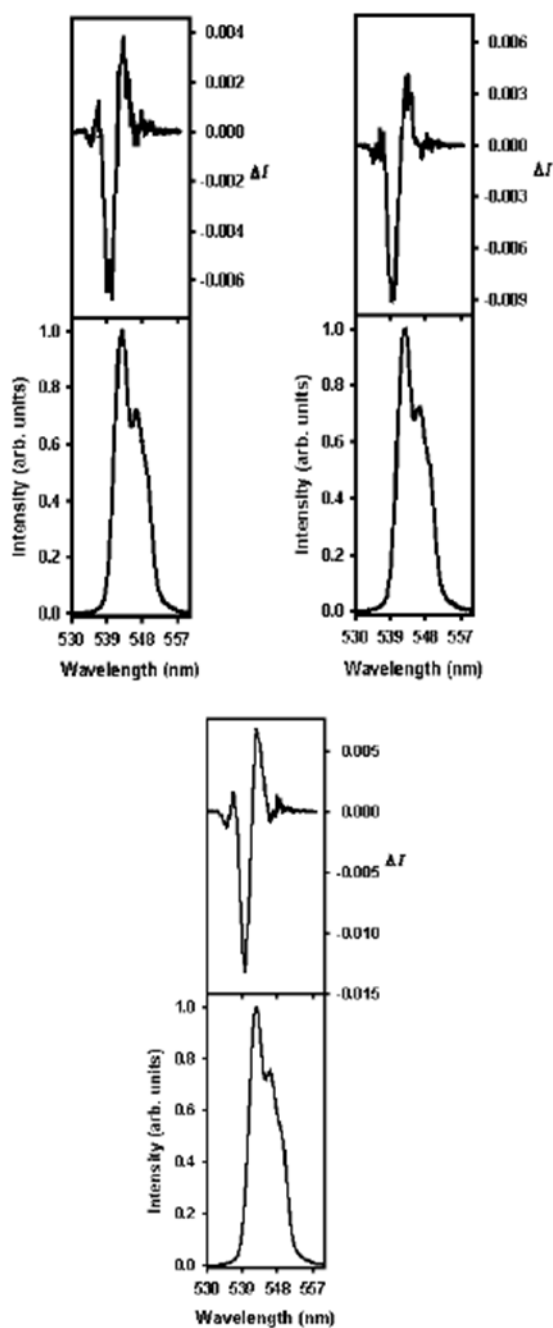 0.004
0.002
0.000
ΔI
-0.002
-0.004
-0.006
1.0
0.8
0.6
0.4
0.2
0.0
Intensity (arb. units)
530 539 548 557
Wavelength (nm)
0.006
0.003
0.000
ΔI
-0.003
-0.006
-0.009
1.0
0.8
0.6
0.4
0.2
0.0
Intensity (arb. units)
530 539 548 557
Wavelength (nm)
0.005
0.000
-0.005
ΔI
-0.010
-0.015
1.0
0.8
0.6
0.4
0.2
0.0
Intensity (arb. units)
530 539 548 557
Wavelength (nm)